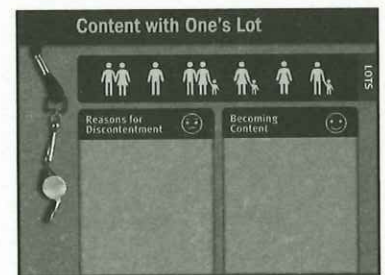 Content with One's Lot
LOTS
Reasons for
Discontentment
Becoming
Content